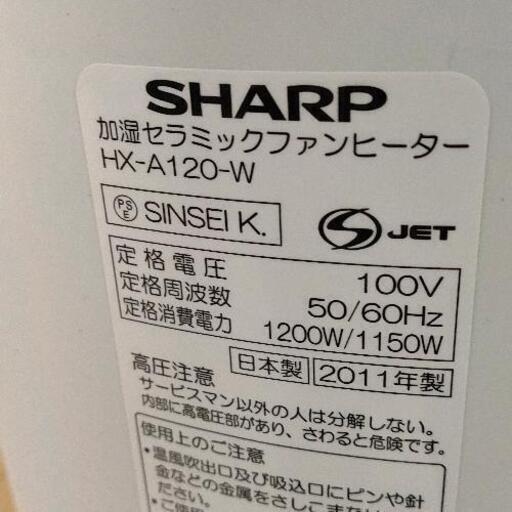 SHARP
加湿セラミックファンヒーター
HX-A120-W
PSE SINSEI K.
S JET
定格電圧 100V
定格周波数 50/60Hz
定格消費電力 1200W/1150W
日本製 2011年製
高圧注意
サービスマン以外の人は分解しない。
内部に高電圧部があり、さわると危険です。
使用上のご注意
•温風吹出口及び吸込口にピンや針
金などの金属をさしこまな
ださい。
•ご使用